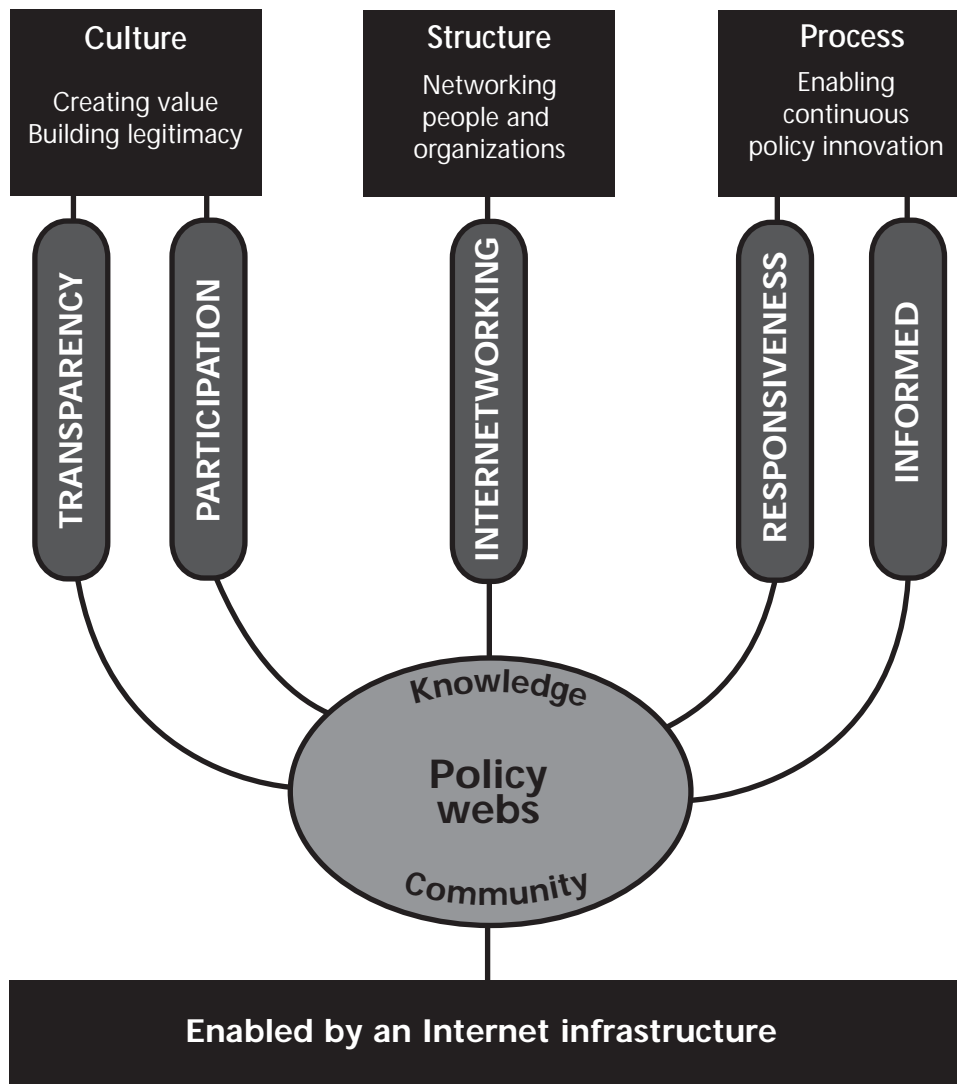 Culture
Creating value
Building legitimacy
Structure
Networking
people and
organizations
Process
Enabling
continuous
policy innovation
TRANSPARENCY
PARTICIPATION
INTERNETWORKING
RESPONSIVENESS
INFORMED
Knowledge
Policy
webs
Community
Enabled by an Internet infrastructure